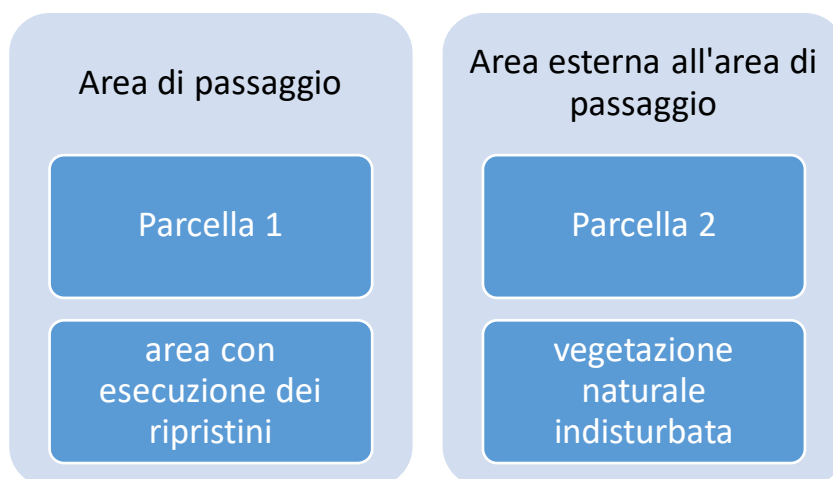 Area di passaggio
Parcella 1
area con
esecuzione dei
ripristini
Area esterna all'area di
passaggio
Parcella 2
vegetazione
naturale
indisturbata